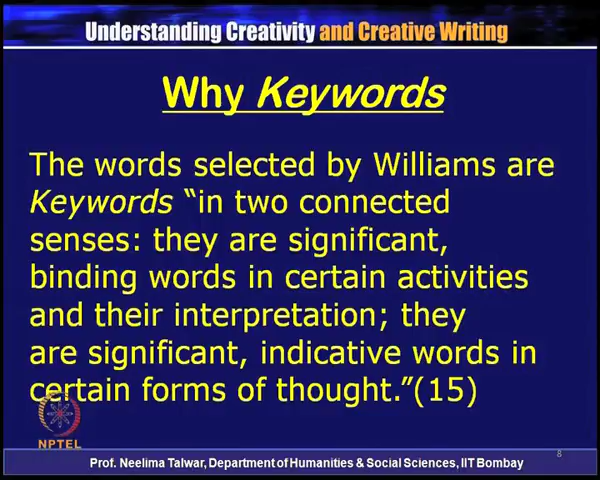 Understanding Creativity and Creative Writing
Why Keywords
The words selected by Williams are
Keywords “in two connected
senses: they are significant,
binding words in certain activities
and their interpretation; they
are significant, indicative words in
certain forms of thought.”(15)
NPTEL
8
Prof. Neelima Talwar, Department of Humanities & Social Sciences, IIT Bombay